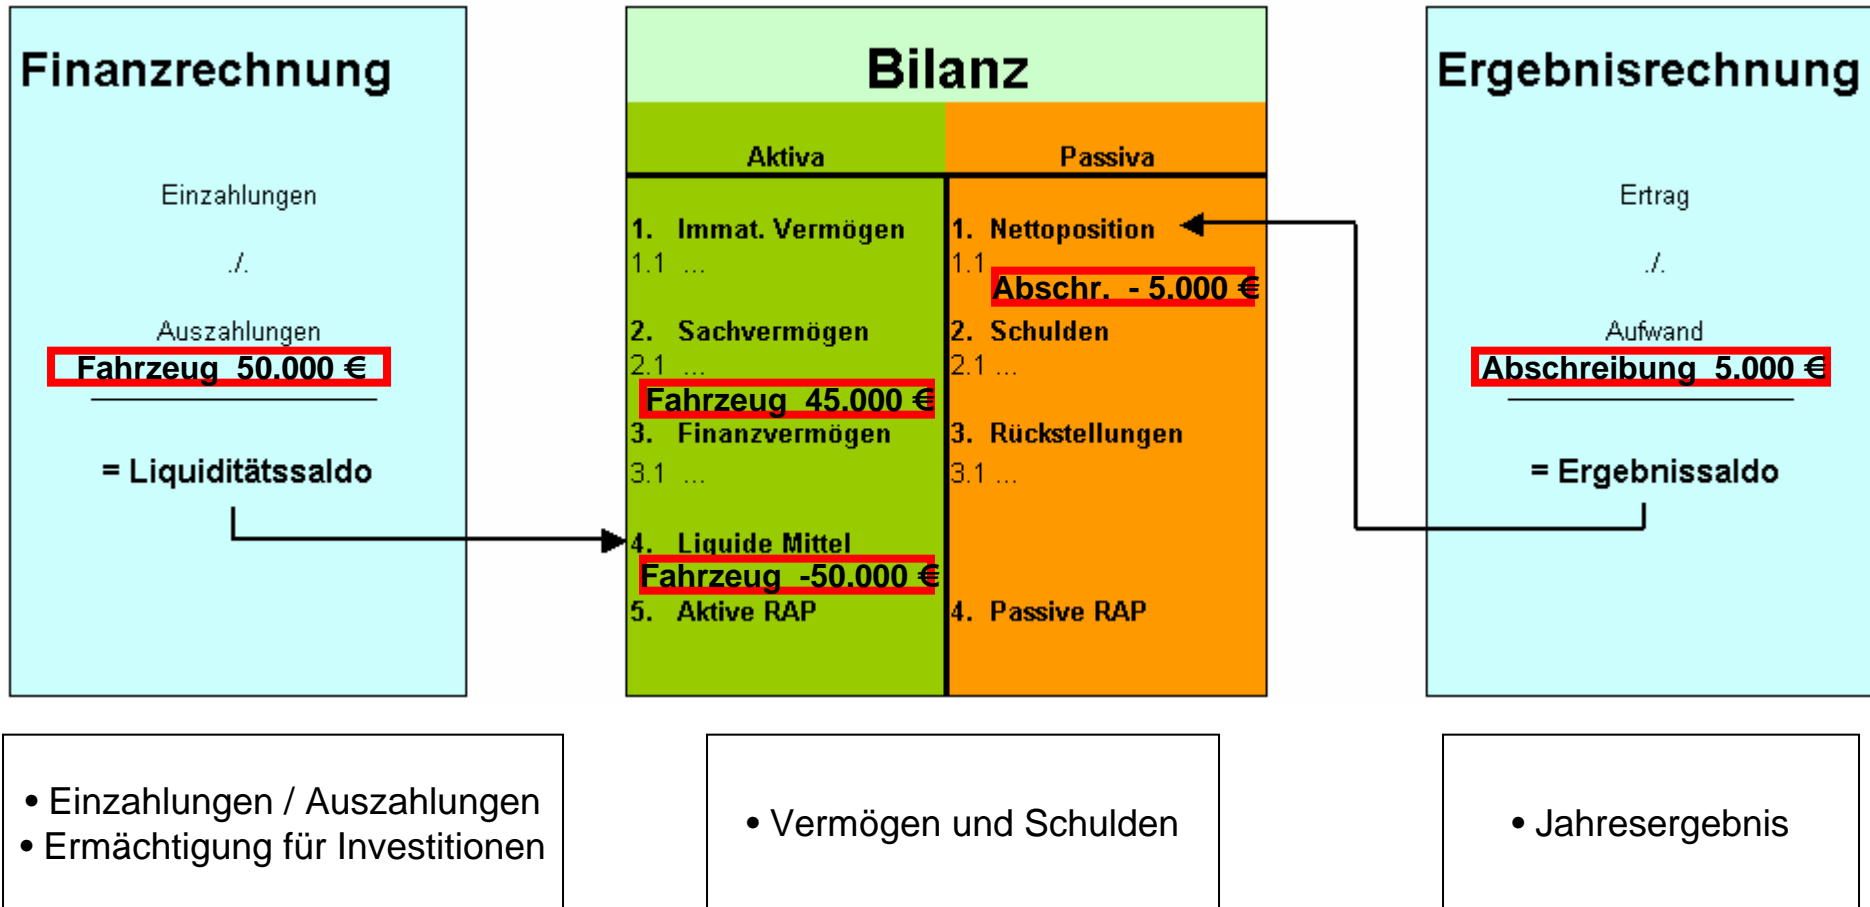 Finanzrechnung
Einzahlungen
./.
Auszahlungen
Fahrzeug 50.000 €
= Liquiditätssaldo
Bilanz
Aktiva
1. Immat. Vermögen
1.1 ...
2. Sachvermögen
2.1 ...
Fahrzeug 45.000 €
3. Finanzvermögen
3.1 ...
4. Liquide Mittel
Fahrzeug -50.000 €
5. Aktive RAP
Passiva
1. Nettoposition
1.1
Abschr. - 5.000 €
2. Schulden
2.1 ...
3. Rückstellungen
3.1 ...
4. Passive RAP
Ergebnisrechnung
Ertrag
./.
Aufwand
Abschreibung 5.000 €
= Ergebnissaldo
• Einzahlungen / Auszahlungen
• Ermächtigung für Investitionen
• Vermögen und Schulden
• Jahresergebnis